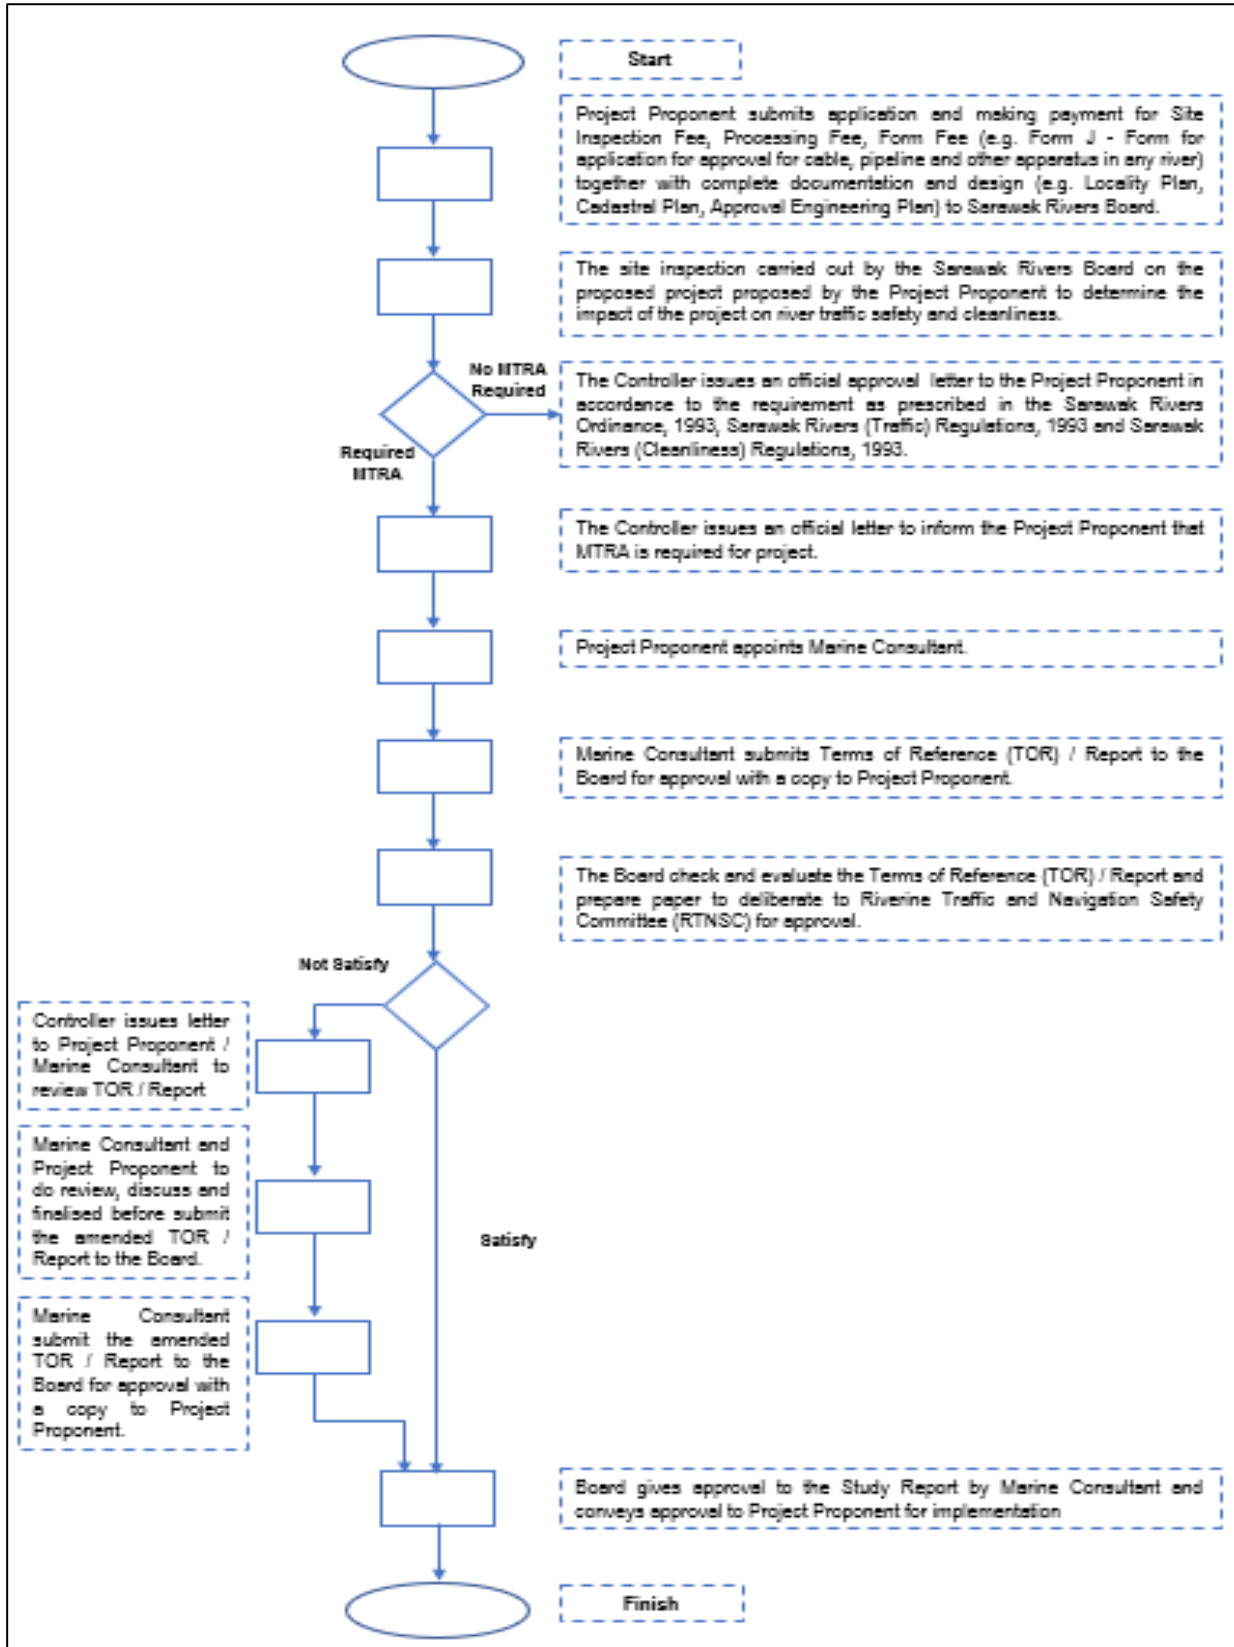 Start
Project Proponent submits application and making payment for Site
Inspection Fee, Processing Fee, Form Fee (e.g. Form J - Form for
application for approval for cable, pipeline and other apparatus in any river)
together with complete documentation and design (e.g. Locality Plan,
Cadastral Plan, Approval Engineering Plan) to Sarawak Rivers Board.
The site inspection carried out by the Sarawak Rivers Board on the
proposed project proposed by the Project Proponent to determine the
impact of the project on river traffic safety and cleanliness.
No MTRA
Required
The Controller issues an official approval letter to the Project Proponent in
accordance to the requirement as prescribed in the Sarawak Rivers
Ordinance, 1993, Sarawak Rivers (Traffic) Regulations, 1993 and Sarawak
Rivers (Cleanliness) Regulations, 1993.
Required
MTRA
The Controller issues an official letter to inform the Project Proponent that
MTRA is required for project.
Project Proponent appoints Marine Consultant.
Marine Consultant submits Terms of Reference (TOR) / Report to the
Board for approval with a copy to Project Proponent.
The Board check and evaluate the Terms of Reference (TOR) / Report and
prepare paper to deliberate to Riverine Traffic and Navigation Safety
Committee (RTNSC) for approval.
Not Satisfy
Controller issues letter
to Project Proponent /
Marine Consultant to
review TOR / Report
Marine Consultant and
Project Proponent to
do review, discuss and
finalised before submit
the amended TOR /
Report to the Board.
Satisfy
Marine Consultant
submit the amended
TOR / Report to the
Board for approval with
a copy to Project
Proponent.
Board gives approval to the Study Report by Marine Consultant and
conveys approval to Project Proponent for implementation
Finish